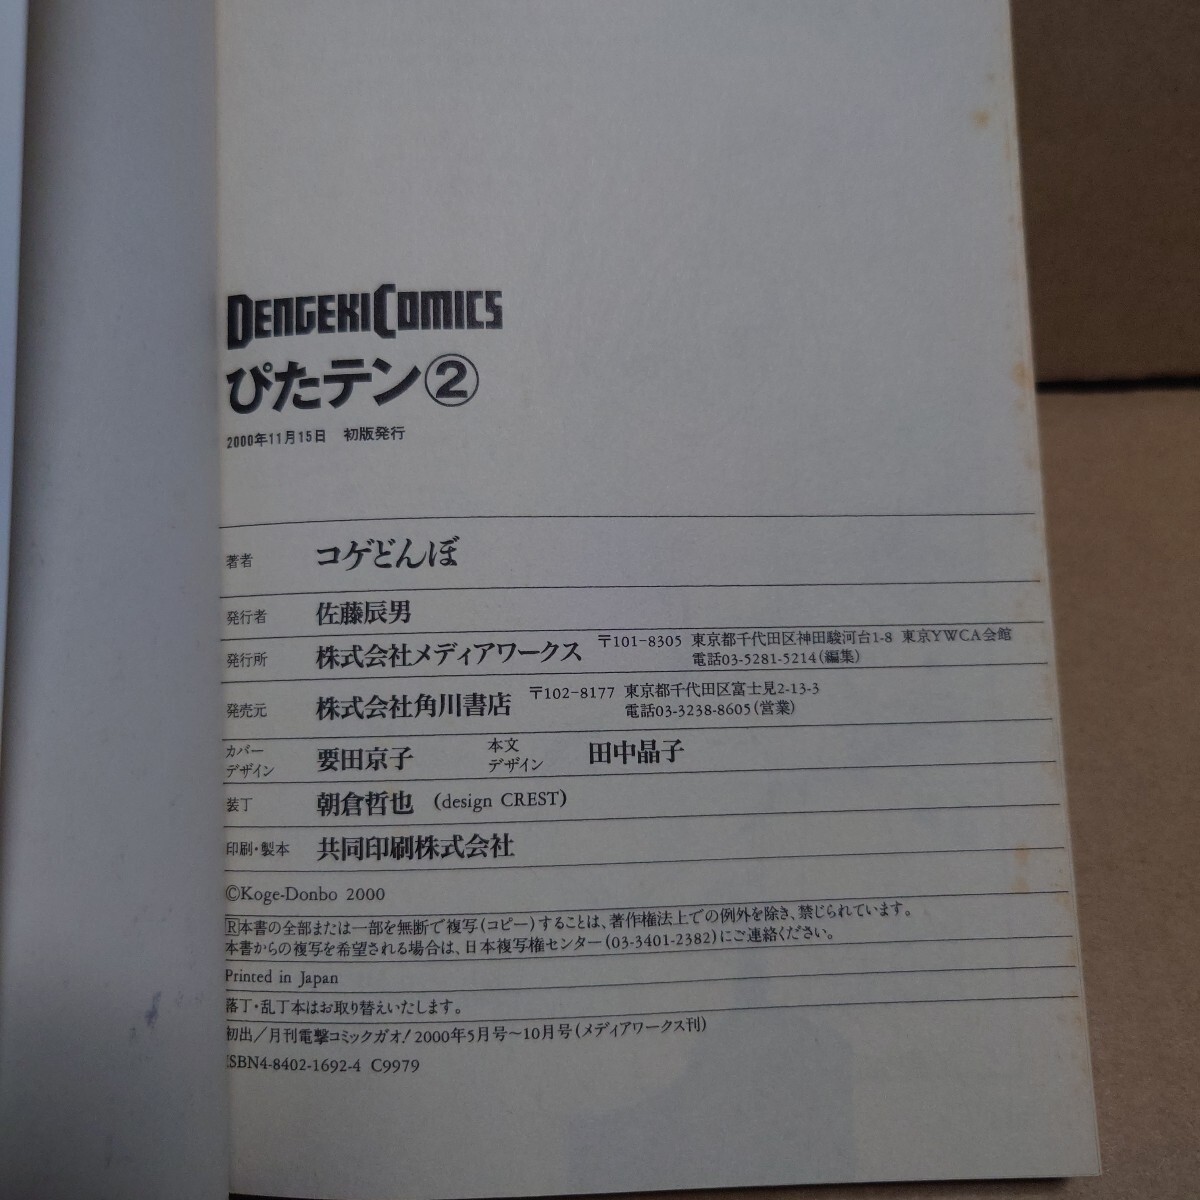 DENGEKI COMICS
ぴたテン②
2000年11月15日 初版発行
著者 コゲどんぼ
発行者 佐藤辰男
発行所 株式会社メディアワークス 〒101-8305 東京都千代田区神田駿河台1-8 東京YWCA会館
電話03-5281-5214(編集)
発売元 株式会社角川書店 〒102-8177 東京都千代田区富士見2-13-3
電話03-3238-8605(営業)
カバーデザイン 要田京子 本文デザイン 田中晶子
装丁 朝倉哲也 (design CREST)
印刷・製本 共同印刷株式会社
©Koge-Donbo 2000
Ⓡ本書の全部または一部を無断で複写(コピー)することは、著作権法上での例外を除き、禁じられています。
本書からの複写を希望される場合は、日本複写権センター(03-3401-2382)にご連絡ください。
Printed in Japan
落丁・乱丁本はお取り替えいたします。
初出/月刊電撃コミックガオ!2000年5月号〜10月号(メディアワークス刊)
ISBN4-8402-1692-4 C9979